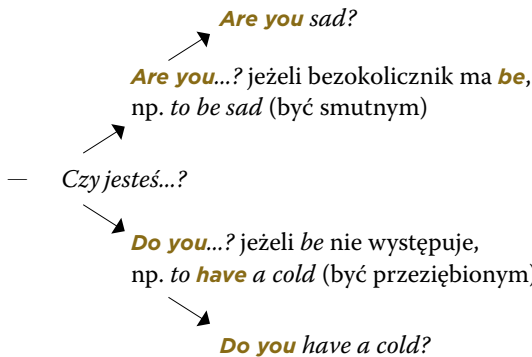 Are you sad?
Are you...? jeżeli bezokolicznik ma be,
np. to be sad (być smutnym)
— Czy jesteś...?
Do you...? jeżeli be nie występuje,
np. to have a cold (być przeziębionym)
Do you have a cold?